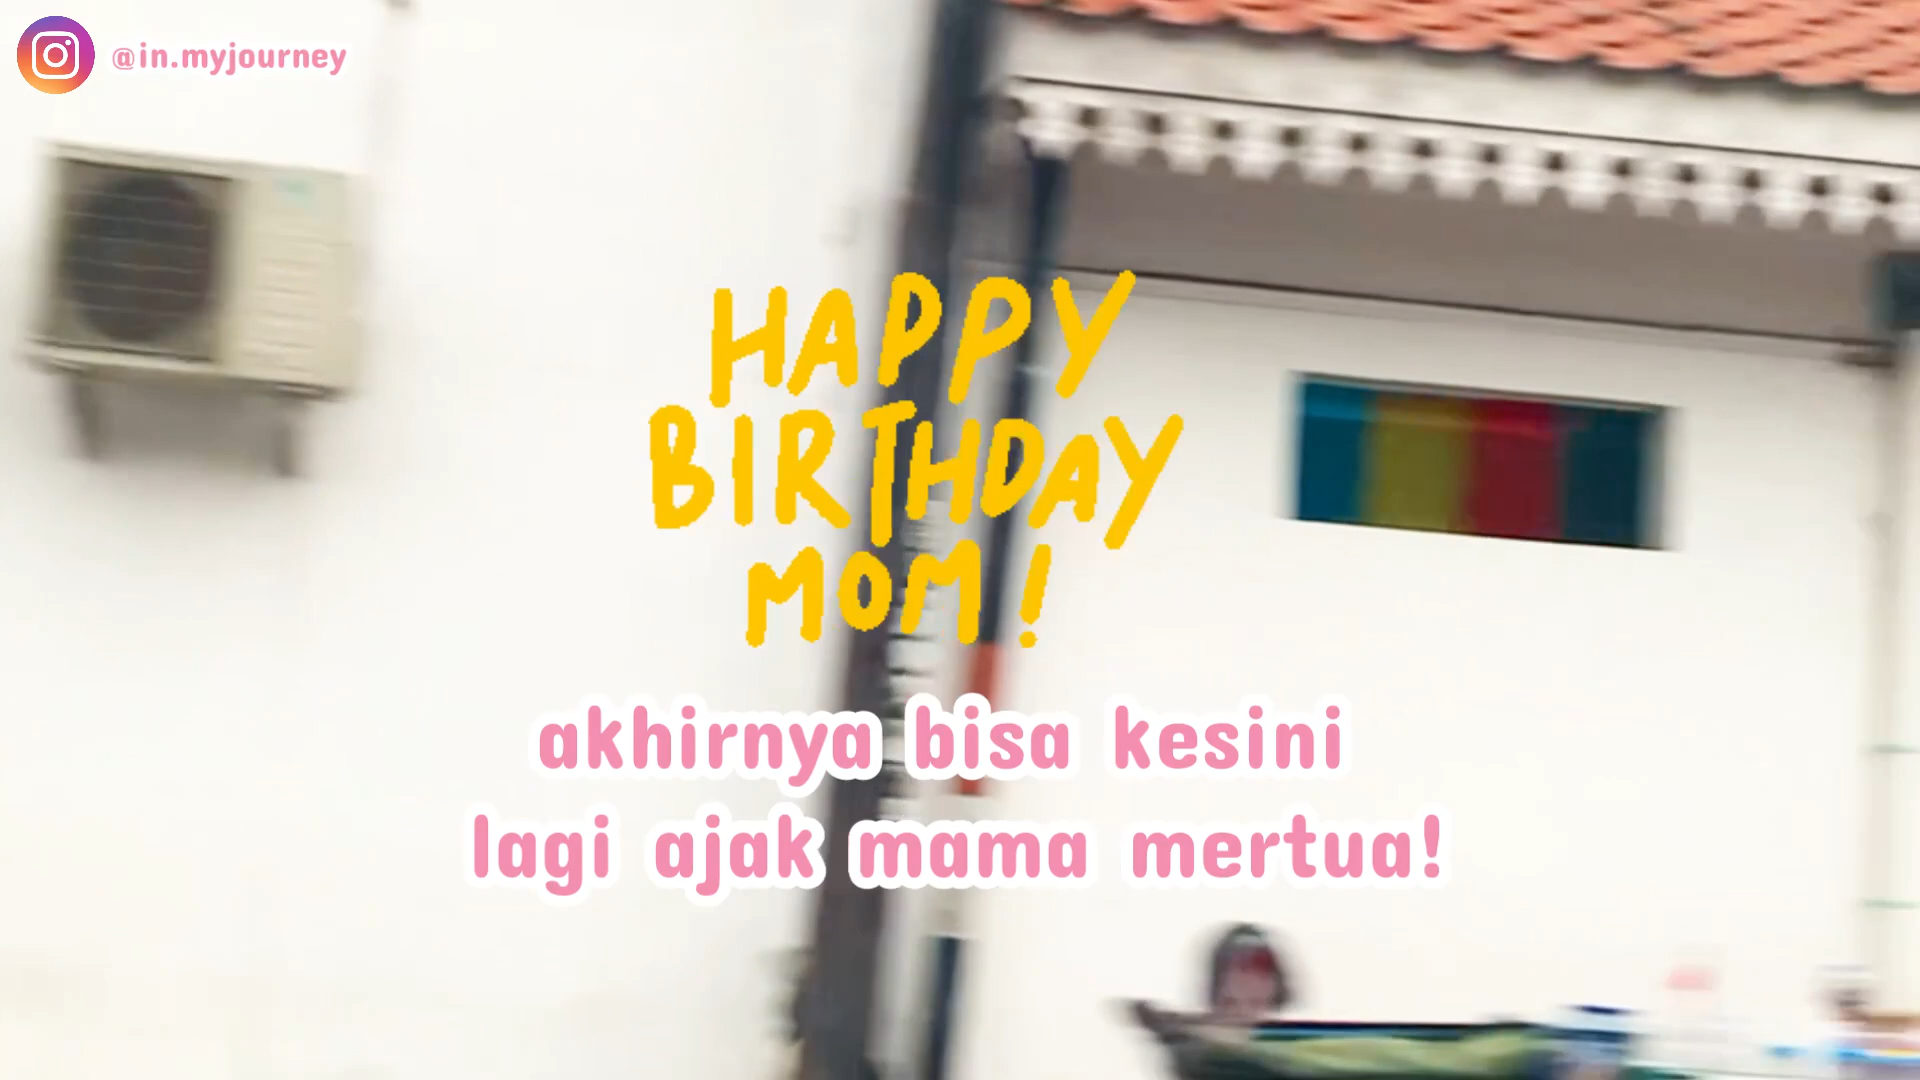 @in.myjourney
HAPPY
BIRTHDAY
MOM!
akhirnya bisa kesini
lagi ajak mama mertua!